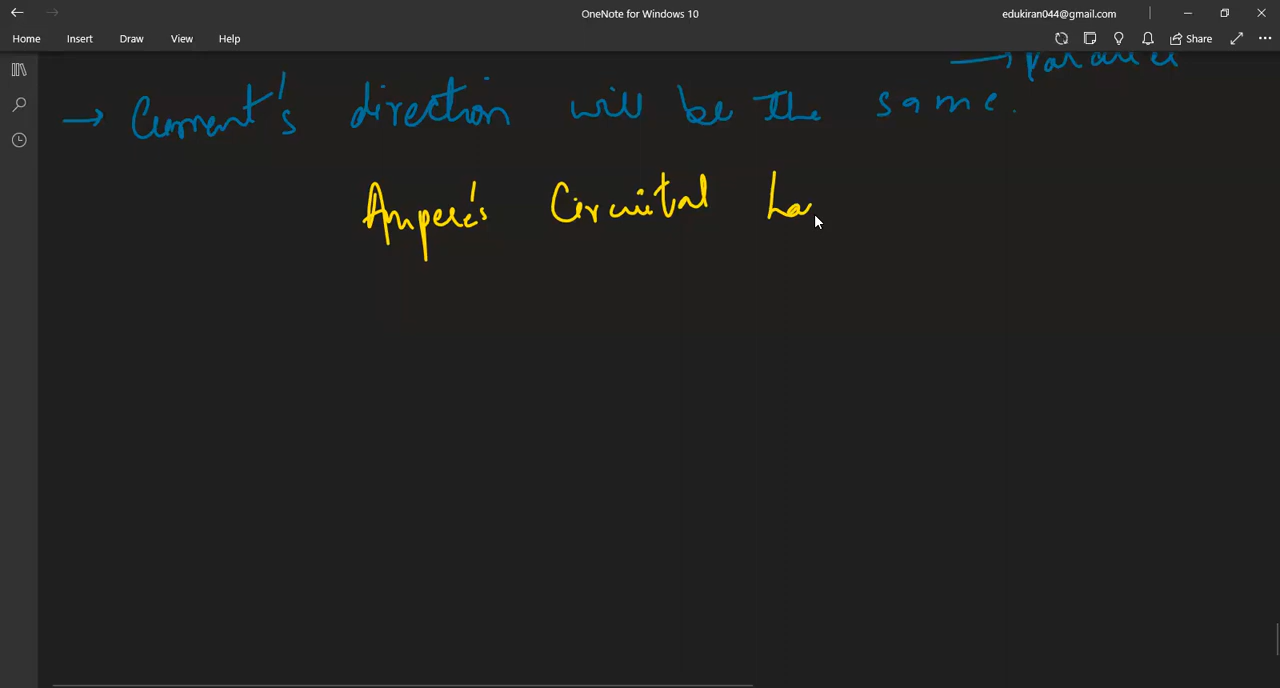 OneNote for Windows 10
edukiran044@gmail.com
Home Insert Draw View Help
Share
→ Parallel
→ Current's direction will be the same.
Ampere's Circuital La